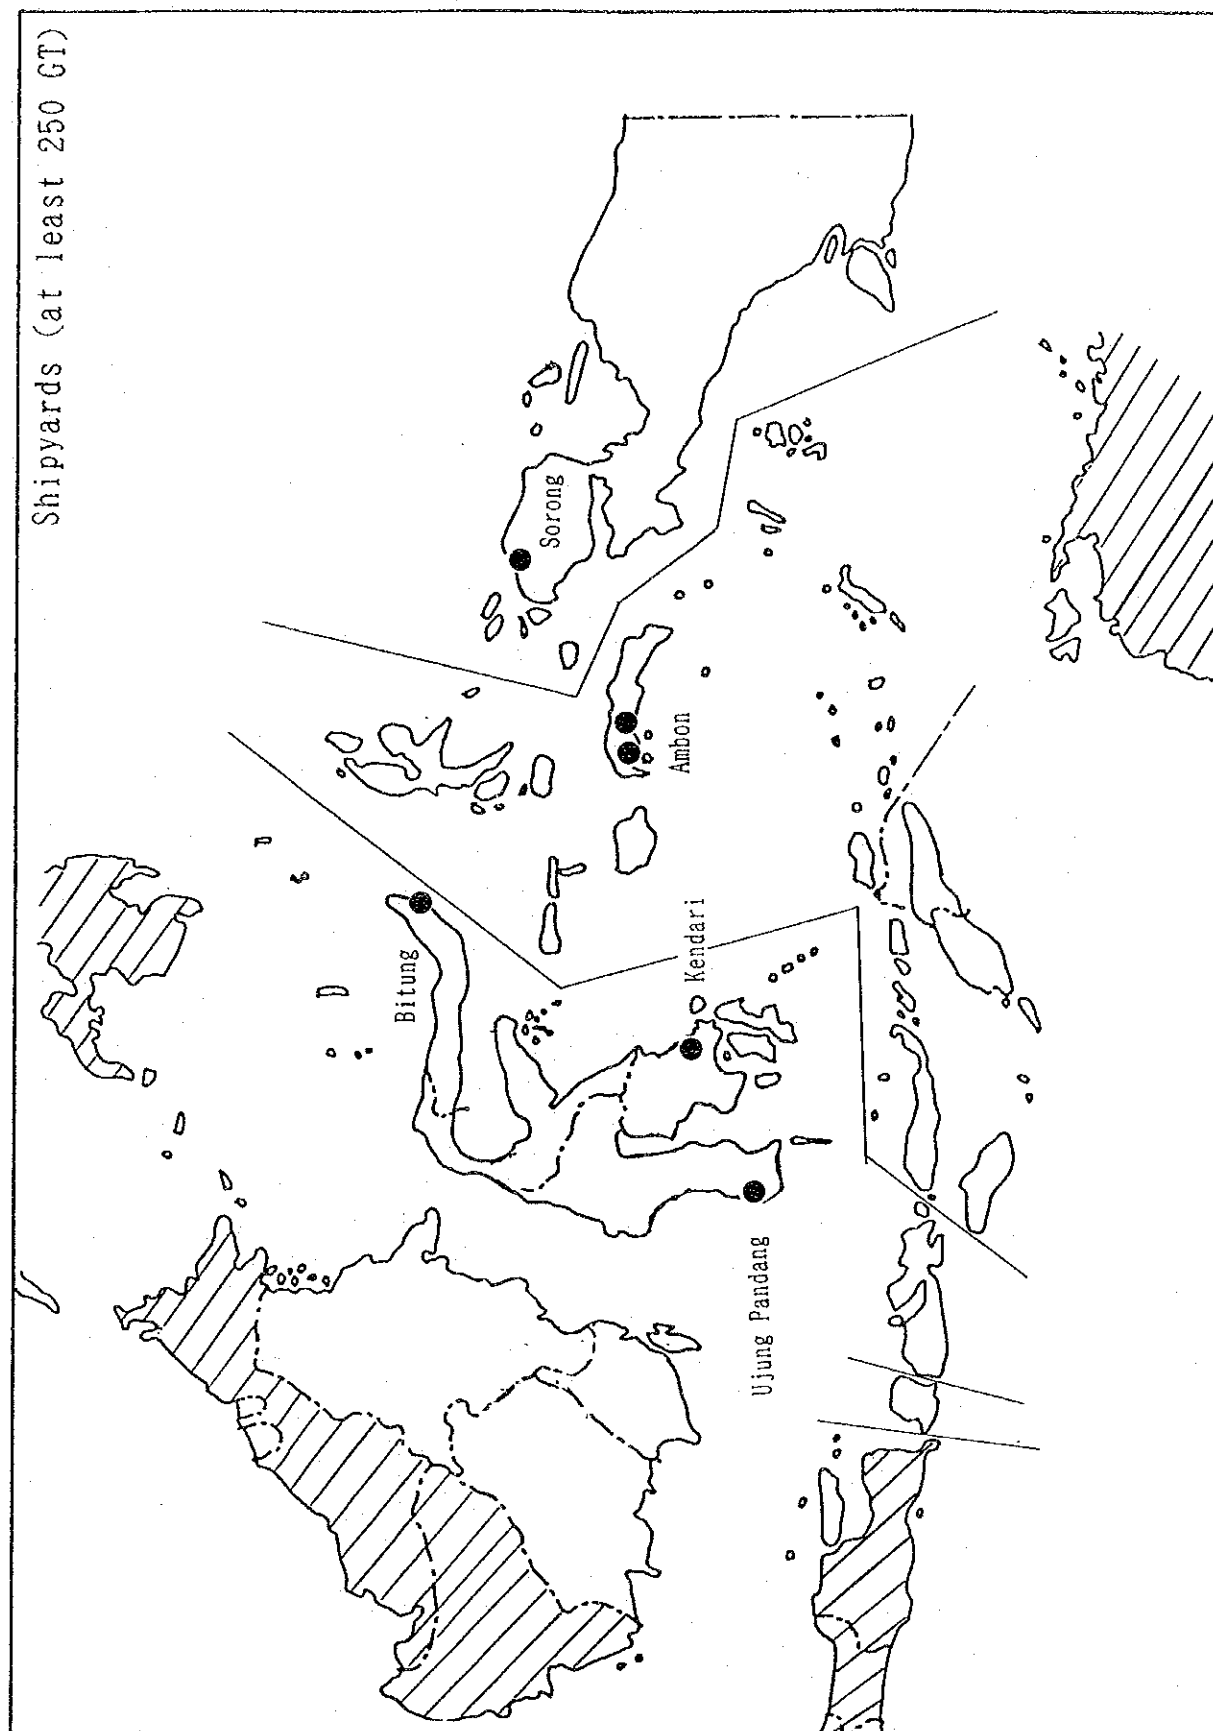 Shipyards (at least 250 GT)
Sorong
Ambon
Bitung
Kendari
Ujung Pandang